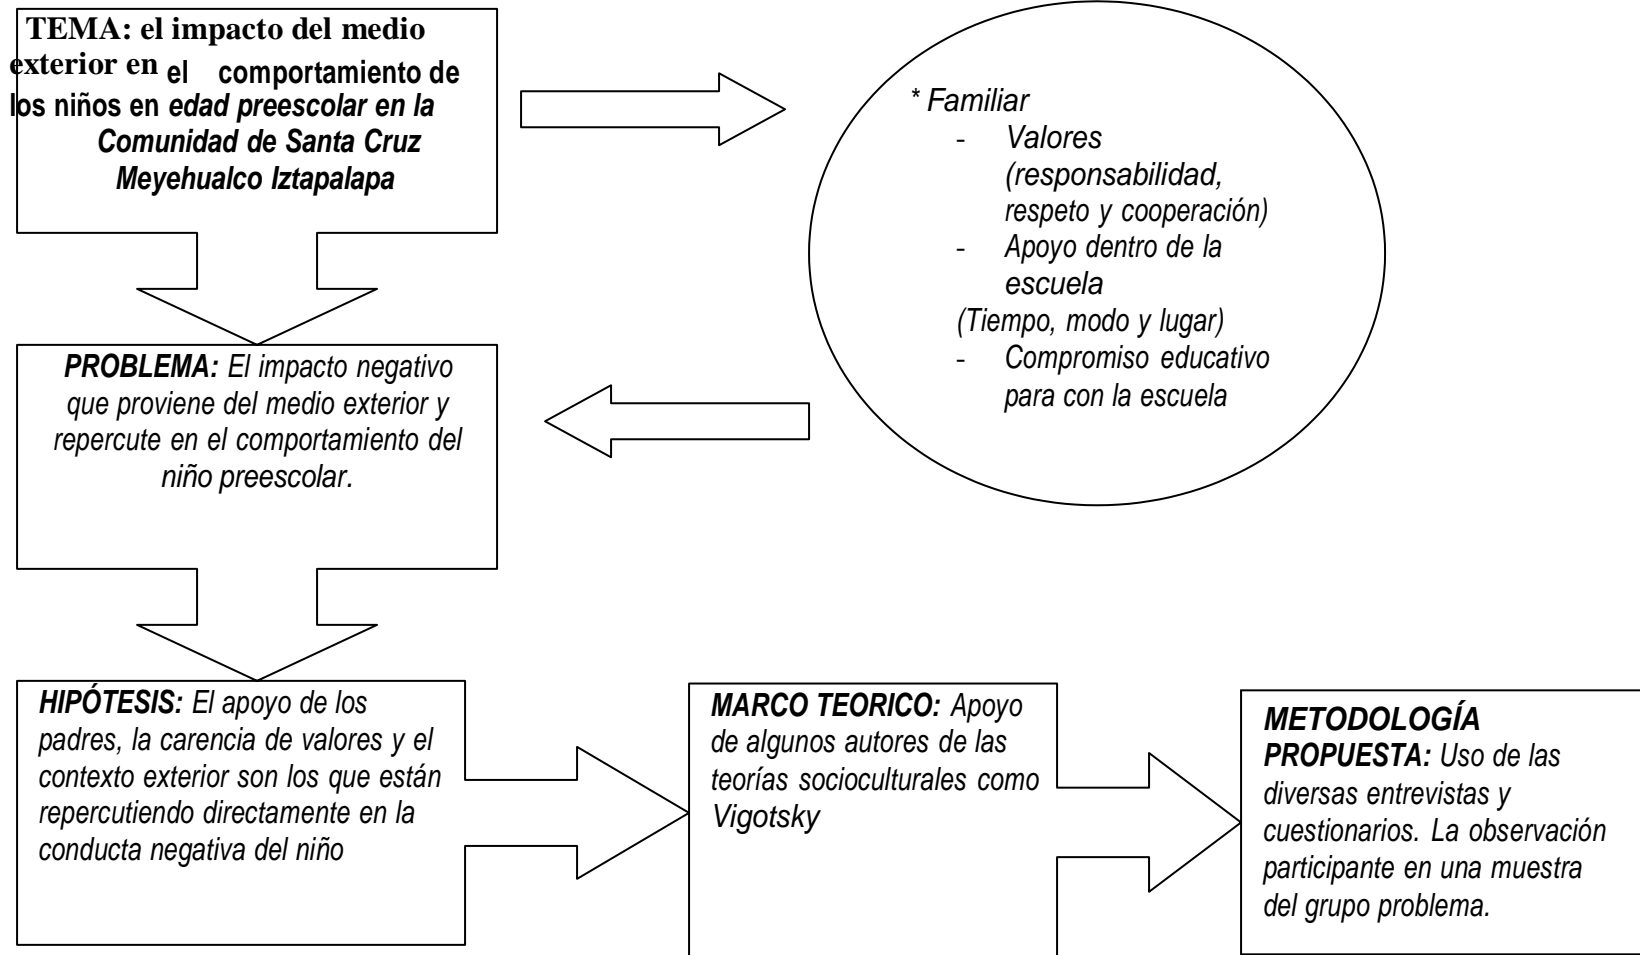 TEMA: el impacto del medio
exterior en el comportamiento de
los niños en edad preescolar en la
Comunidad de Santa Cruz
Meyehualco Iztapalapa
* Familiar
- Valores
(responsabilidad,
respeto y cooperación)
- Apoyo dentro de la
escuela
(Tiempo, modo y lugar)
- Compromiso educativo
para con la escuela
PROBLEMA: El impacto negativo
que proviene del medio exterior y
repercute en el comportamiento del
niño preescolar.
HIPÓTESIS: El apoyo de los
padres, la carencia de valores y el
contexto exterior son los que están
repercutiendo directamente en la
conducta negativa del niño
MARCO TEORICO: Apoyo
de algunos autores de las
teorías socioculturales como
Vigotsky
METODOLOGÍA
PROPUESTA: Uso de las
diversas entrevistas y
cuestionarios. La observación
participante en una muestra
del grupo problema.